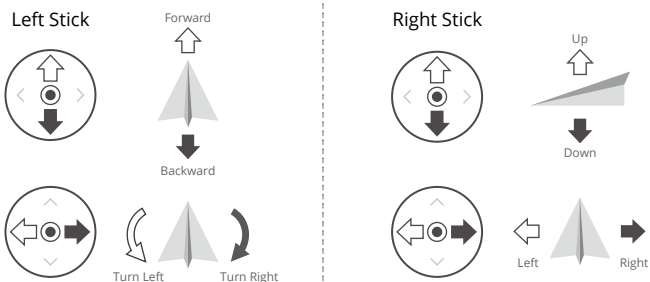 Left Stick
Forward
Backward
Turn Left
Turn Right
Right Stick
Up
Down
Left
Right